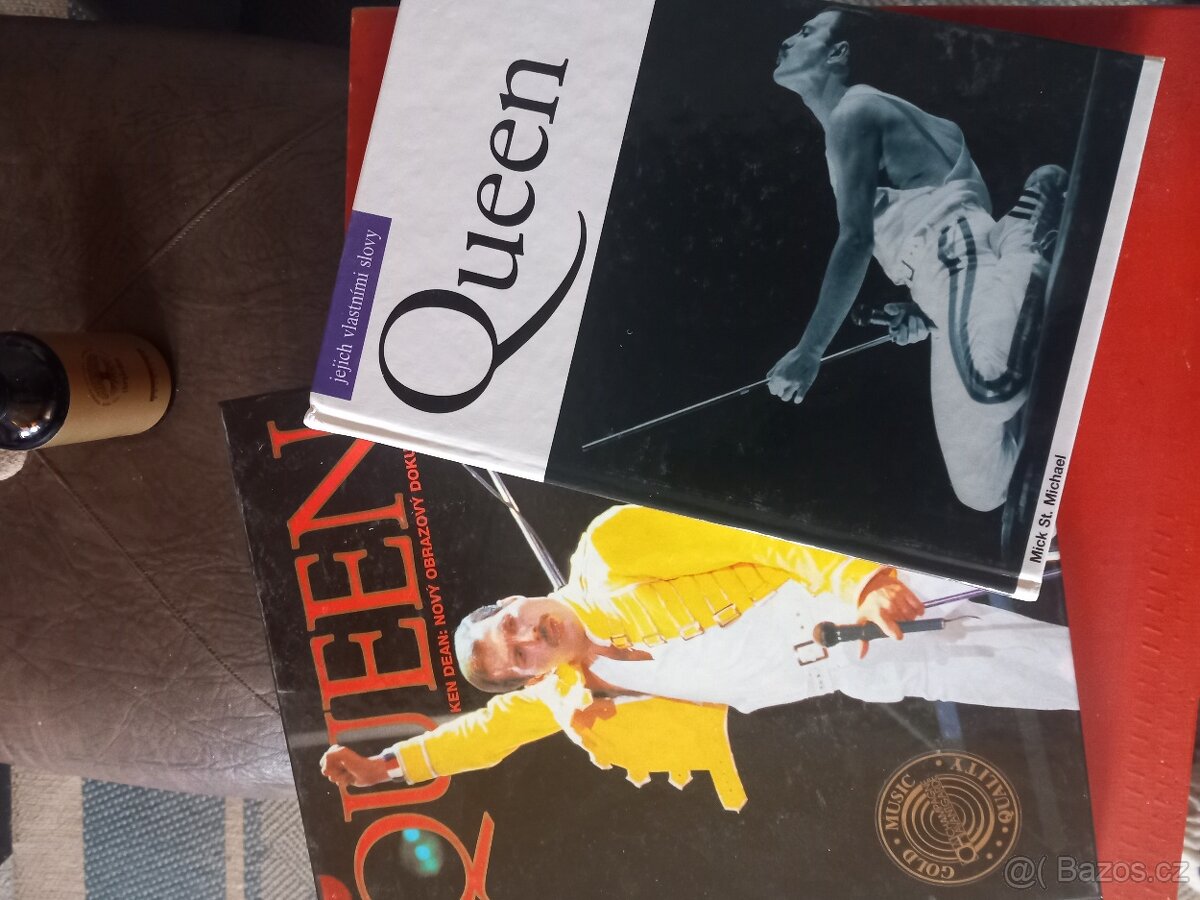 jejich vlastními slovy
Queen
Mick St. Michael
QUEEN
KEN DEAN: NOVÝ OBRAZOVÝ DOKU
GOLD • MUSIC • QUALITY •
@( Bazos.cz